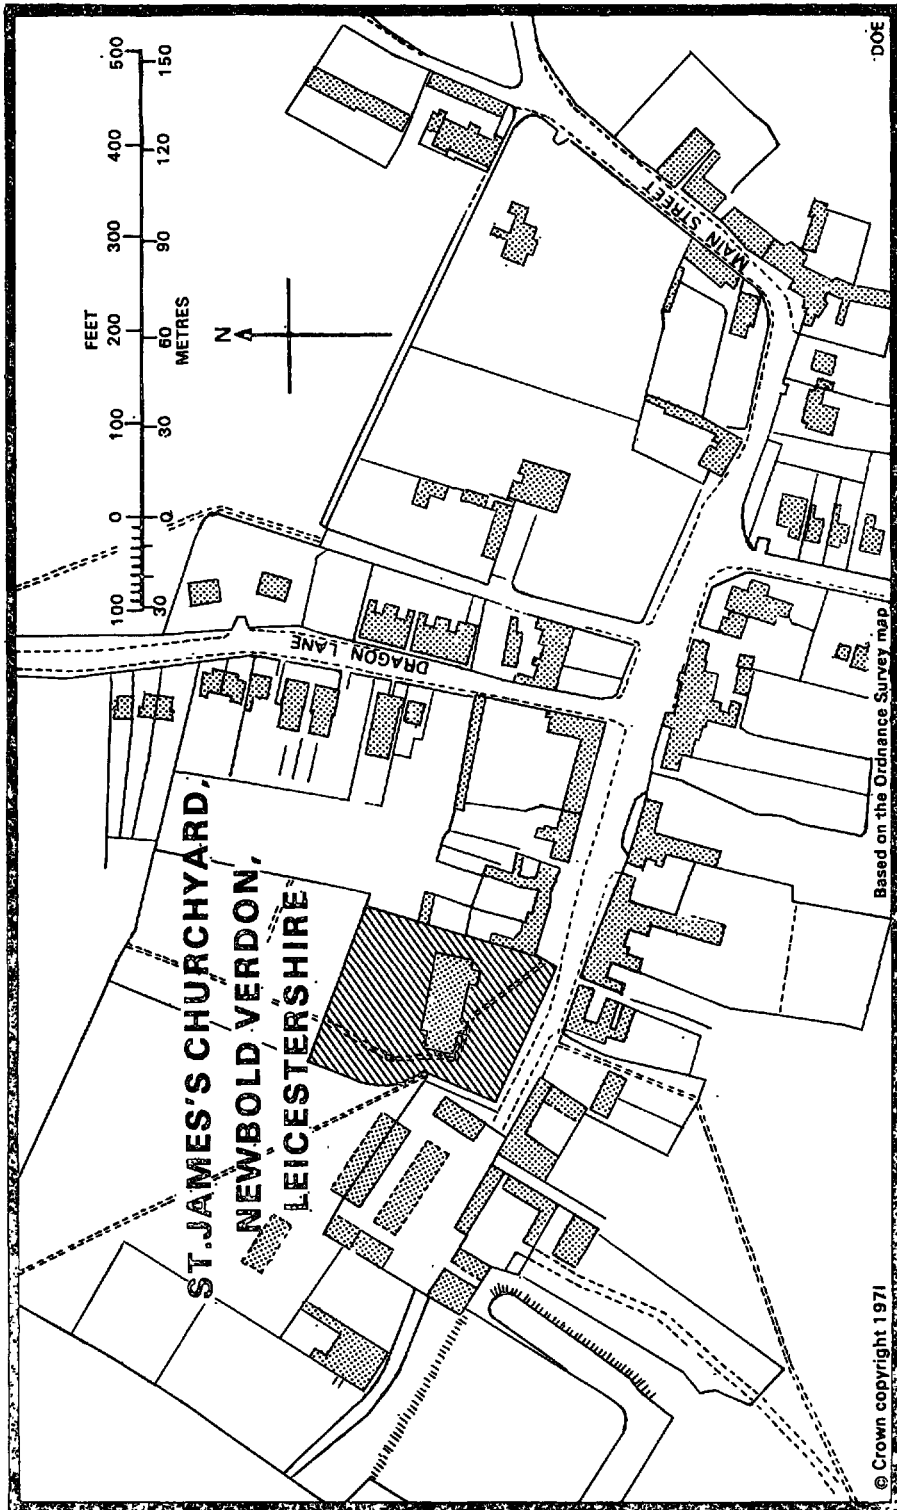 ST. JAMES'S CHURCHYARD,
NEWBOLD VERDON,
LEICESTERSHIRE
FEET
100 0 100 200 300 400 500
30 0 30 60 90 120 150
METRES
N
DRAGON LANE
MAIN STREET
© Crown copyright 1971
Based on the Ordnance Survey map
DOE